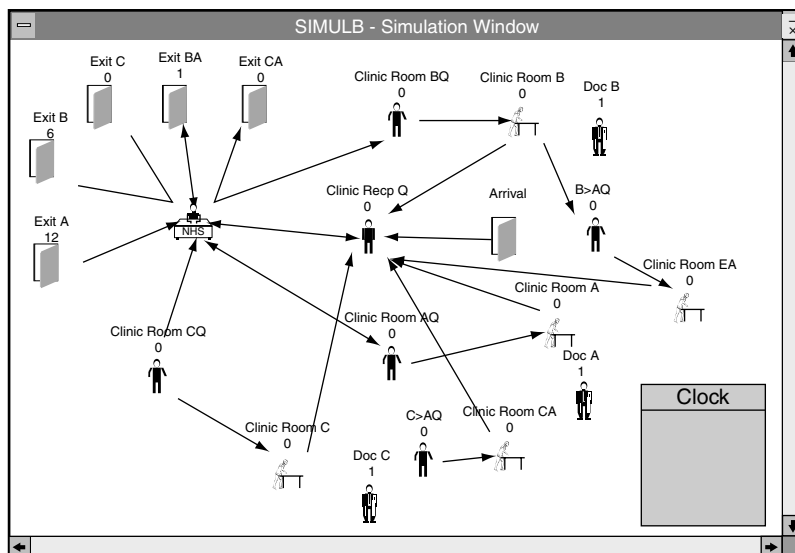 SIMULB - Simulation Window
Exit C
0
Exit BA
1
Exit CA
0
Clinic Room BQ
0
Clinic Room B
0
Doc B
1
Exit B
6
Clinic Recp Q
0
Arrival
B>AQ
0
NHS
Exit A
12
Clinic Room EA
0
Clinic Room A
0
Clinic Room CQ
0
Clinic Room AQ
0
Doc A
1
Clock
Clinic Room C
0
C>AQ
0
Clinic Room CA
0
Doc C
1